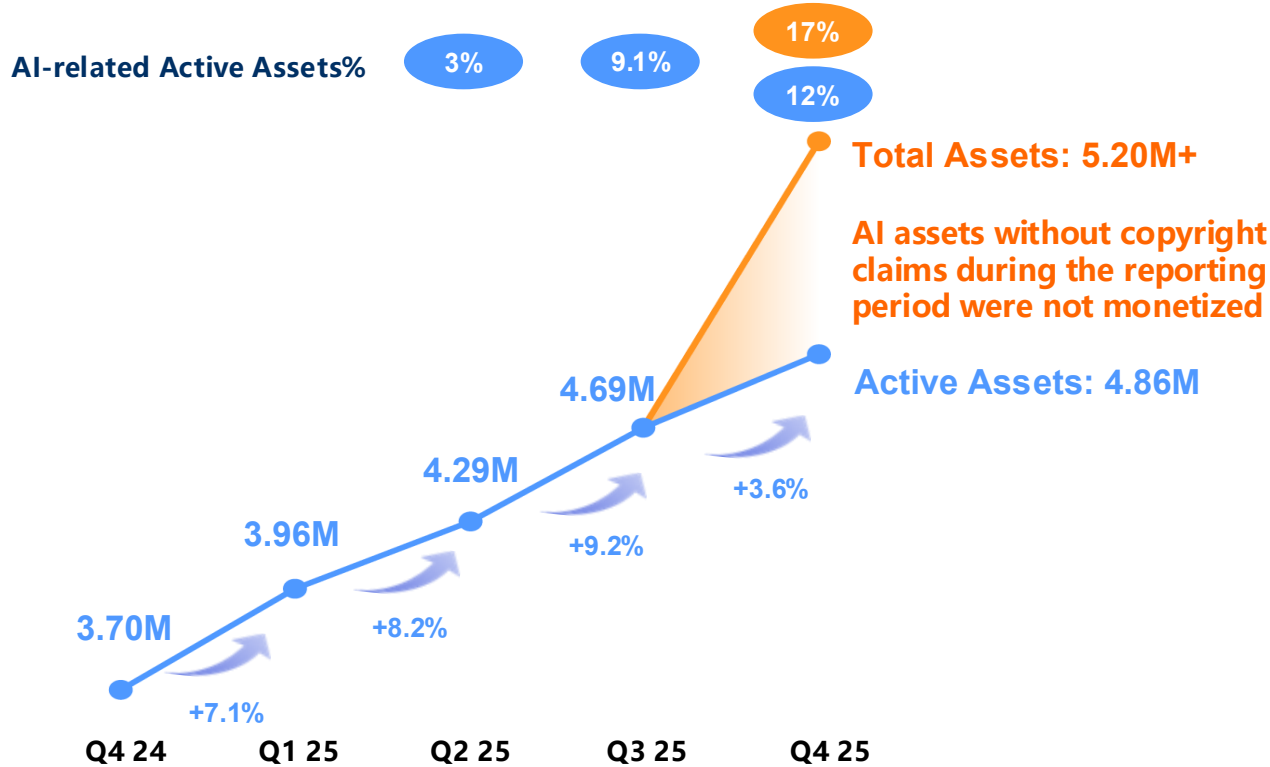 17%
AI-related Active Assets%
3%
9.1%
12%
Total Assets: 5.20M+
AI assets without copyright
claims during the reporting
period were not monetized
4.69M
Active Assets: 4.86M
4.29M
+3.6%
3.96M
+9.2%
3.70M
+8.2%
+7.1%
Q4 24
Q1 25
Q2 25
Q3 25
Q4 25